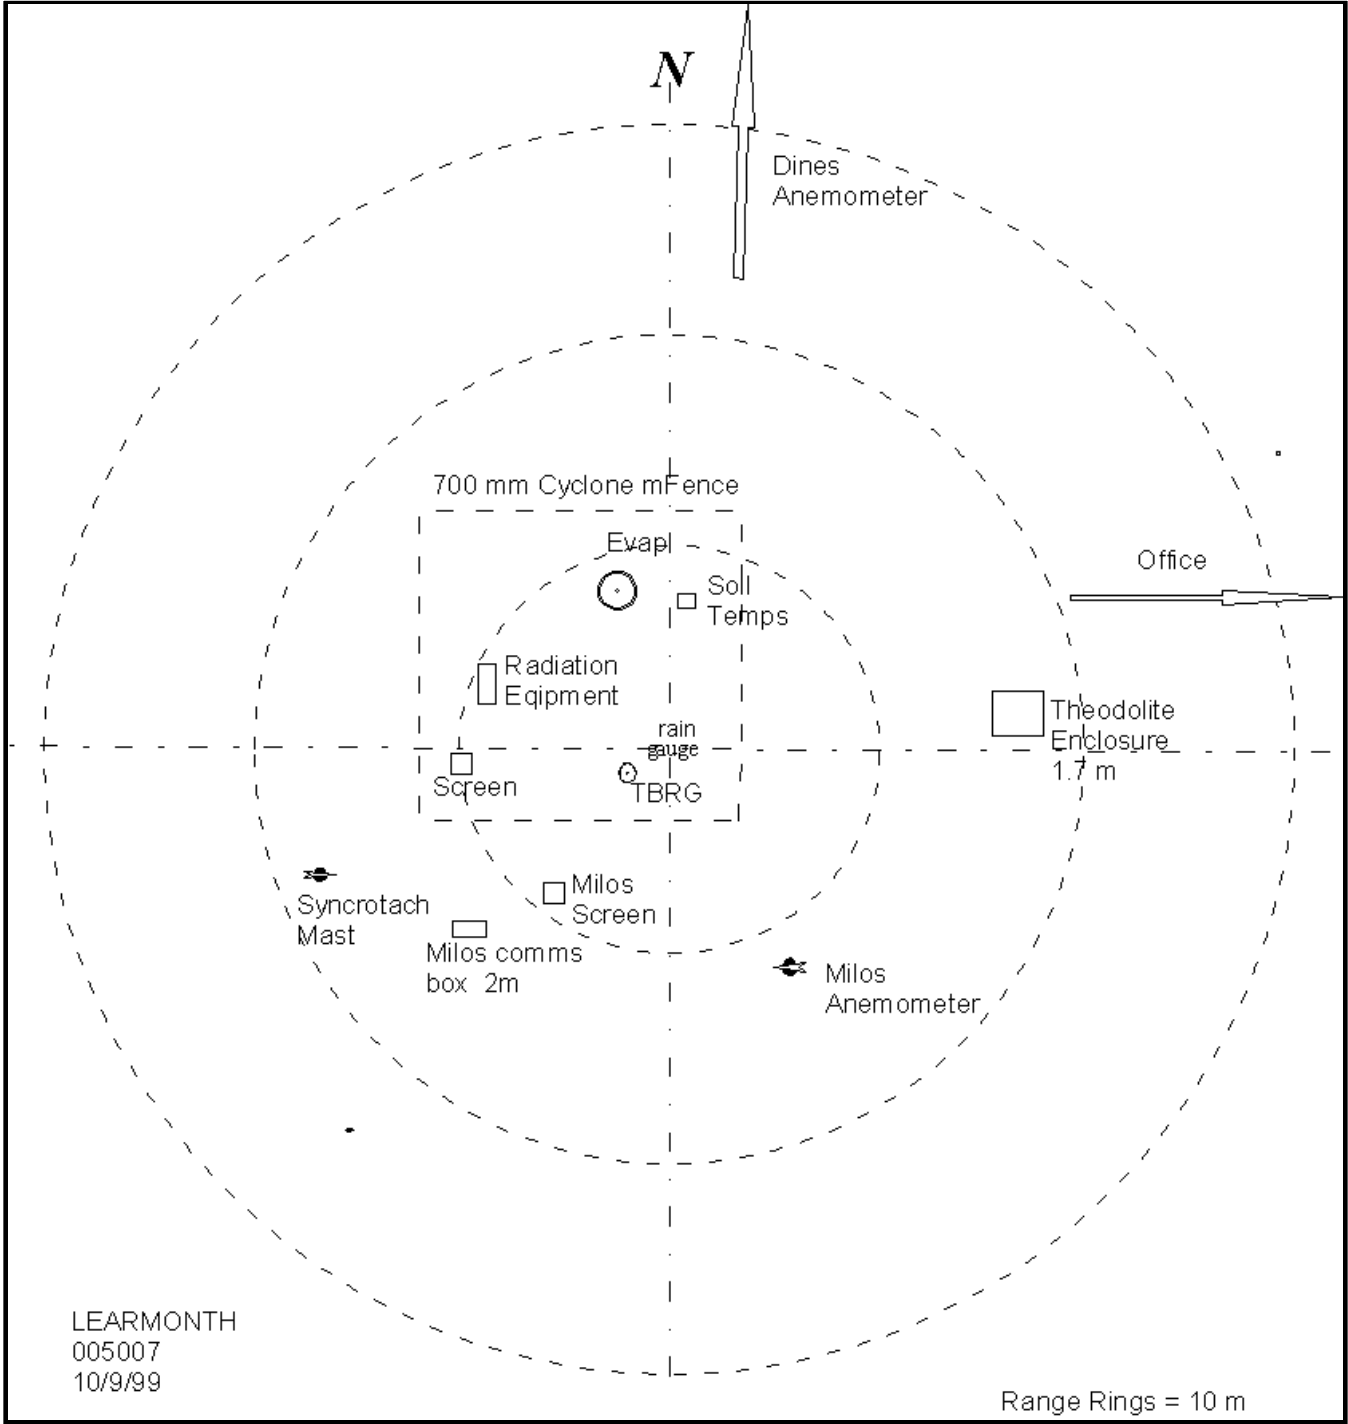 N
Dines
Anemometer
700 mm Cyclone mFence
Evapl
Office
Soll
Temps
Radiation
Eqipment
rain
gauge
Theodolite
Enclosure
1.7 m
Screen
TBRG
Milos
Screen
Syncrotach
Mast
Milos comms
box 2m
Milos
Anemometer
LEARMONTH
005007
10/9/99
Range Rings = 10 m